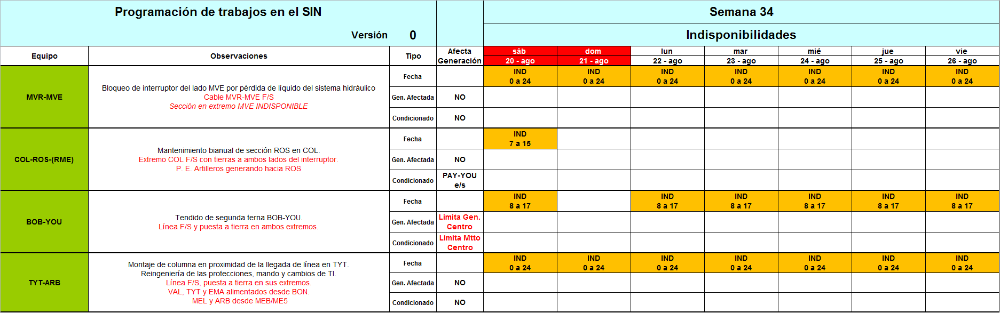 Programación de trabajos en el SIN
Semana 34
Versión 0
Indisponibilidades
Equipo Observaciones Tipo Afecta Generación sáb dom lun mar mié jue vie
20 - ago 21 - ago 22 - ago 23 - ago 24 - ago 25 - ago 26 - ago
MVR-MVE
Bloqueo de interruptor del lado MVE por pérdida de líquido del sistema hidráulico
Cable MVR-MVE F/S
Sección en extremo MVE INDISPONIBLE
Fecha
IND IND IND IND IND IND IND
0 a 24 0 a 24 0 a 24 0 a 24 0 a 24 0 a 24 0 a 24
Gen. Afectada NO
Condicionado NO
COL-ROS-(RME)
Mantenimiento bianual de sección ROS en COL.
Extremo COL F/S con tierras a ambos lados del interruptor.
P. E. Artilleros generando hacia ROS
Fecha
IND
7 a 15
Gen. Afectada NO
Condicionado PAY-YOU
e/s
BOB-YOU
Tendido de segunda terna BOB-YOU.
Línea F/S y puesta a tierra en ambos extremos.
Fecha
IND IND IND IND IND IND
8 a 17 8 a 17 8 a 17 8 a 17 8 a 17 8 a 17
Gen. Afectada Limita Gen.
Centro
Condicionado Limita Mtto
Centro
TYT-ARB
Montaje de columna en proximidad de la llegada de línea en TYT.
Reingeniería de las protecciones, mando y cambios de TI.
Línea F/S, puesta a tierra en sus extremos.
VAL, TYT y EMA alimentados desde BON.
MEL y ARB desde MEB/ME5
Fecha
IND IND IND IND IND IND IND
0 a 24 0 a 24 0 a 24 0 a 24 0 a 24 0 a 24 0 a 24
Gen. Afectada NO
Condicionado NO